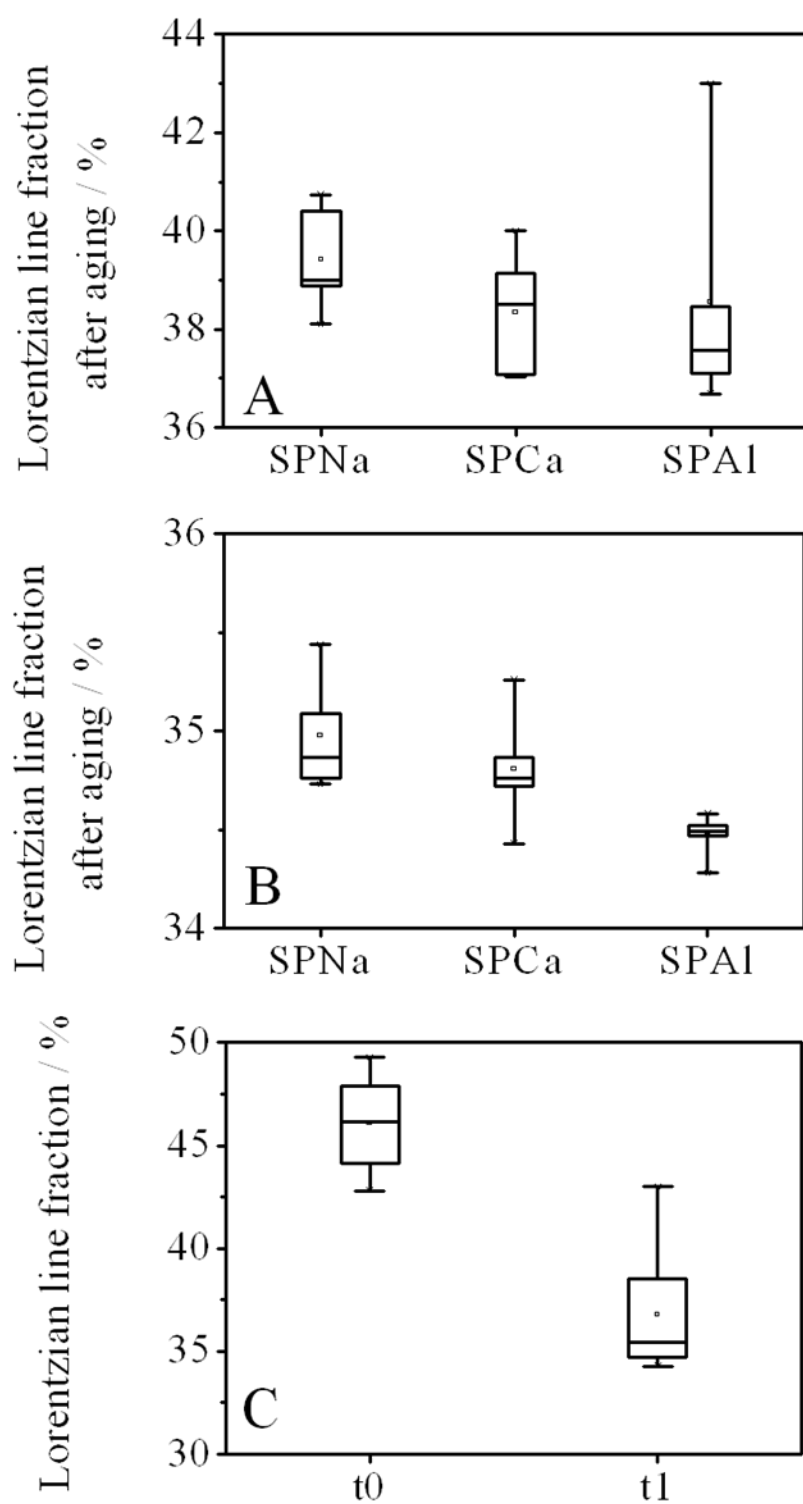 Lorentzian line fraction
after aging / %
44
42
40
38
36
A
SPNa SPCa SPAl
Lorentzian line fraction
after aging / %
36
35
34
B
SPNa SPCa SPAl
Lorentzian line fraction / %
50
45
40
35
30
C
t0 t1